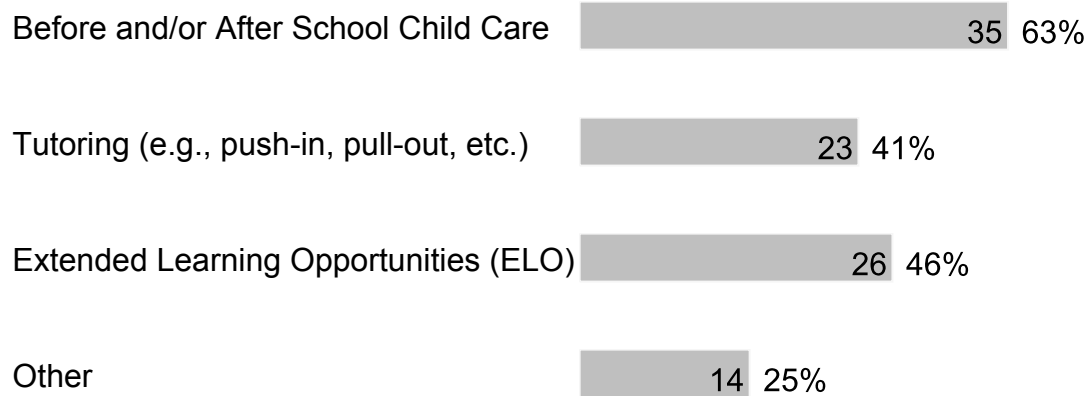 Before and/or After School Child Care 35 63%
Tutoring (e.g., push-in, pull-out, etc.) 23 41%
Extended Learning Opportunities (ELO) 26 46%
Other 14 25%